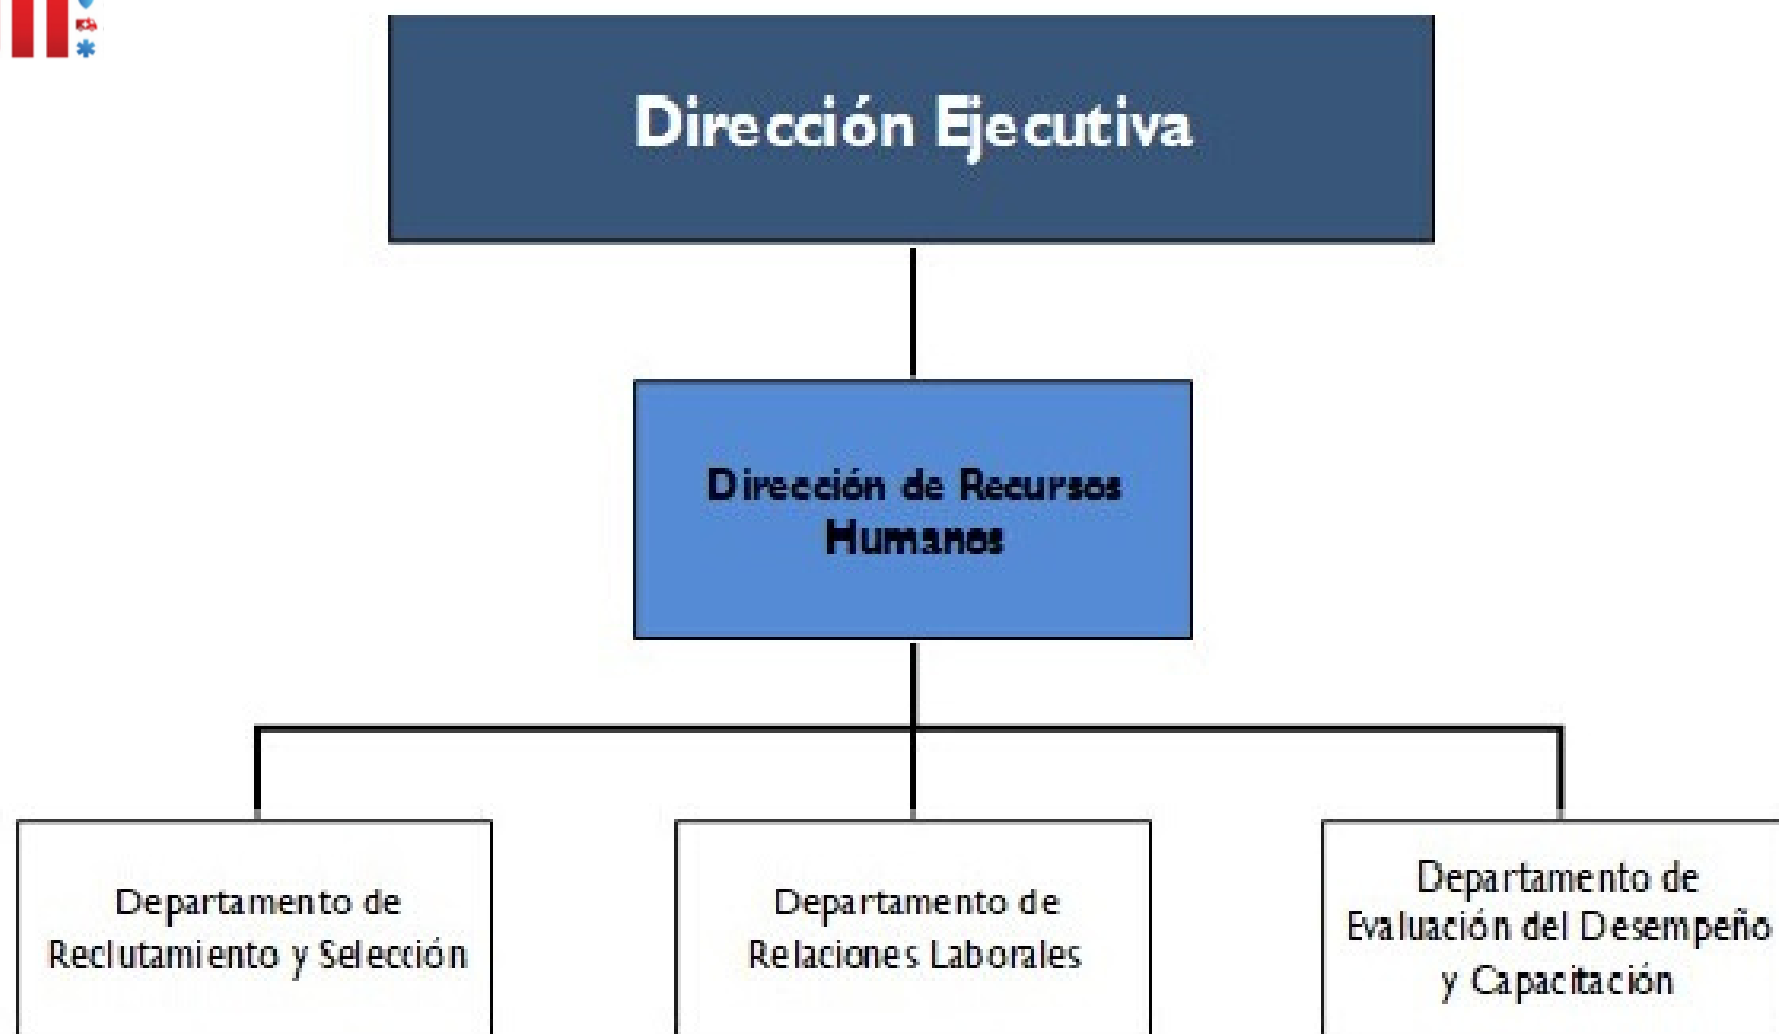 Dirección Ejecutiva
Dirección de Recursos
Humanos
Departamento de
Reclutamiento y Selección
Departamento de
Relaciones Laborales
Departamento de
Evaluación del Desempeño
y Capacitación